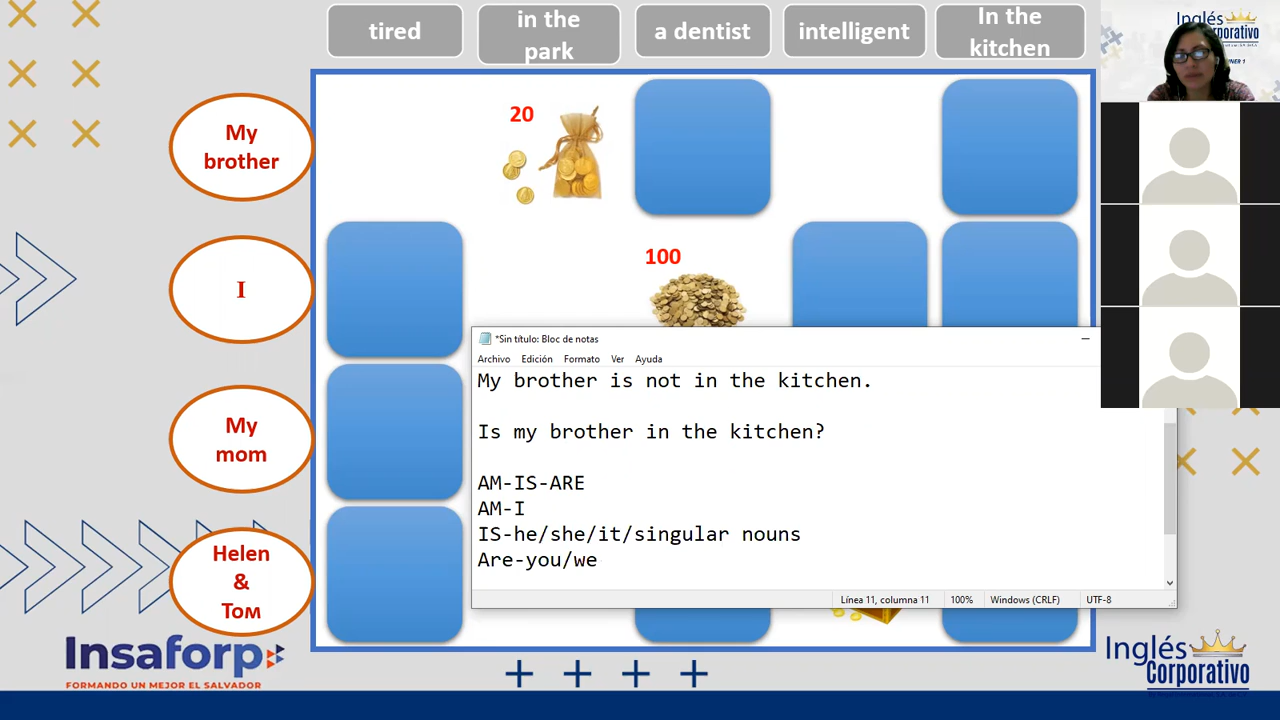 tired
in the
park
a dentist
intelligent
In the
kitchen
Inglés
Corporativo
My
brother
20
I
100
*Sin título: Bloc de notas
Archivo Edición Formato Ver Ayuda
My brother is not in the kitchen.
Is my brother in the kitchen?
AM-IS-ARE
AM-I
IS-he/she/it/singular nouns
Are-you/we
Línea 11, columna 11 100% Windows (CRLF) UTF-8
My
mom
Helen
&
Tom
Insaforp
FORMANDO UN MEJOR EL SALVADOR
Inglés
Corporativo